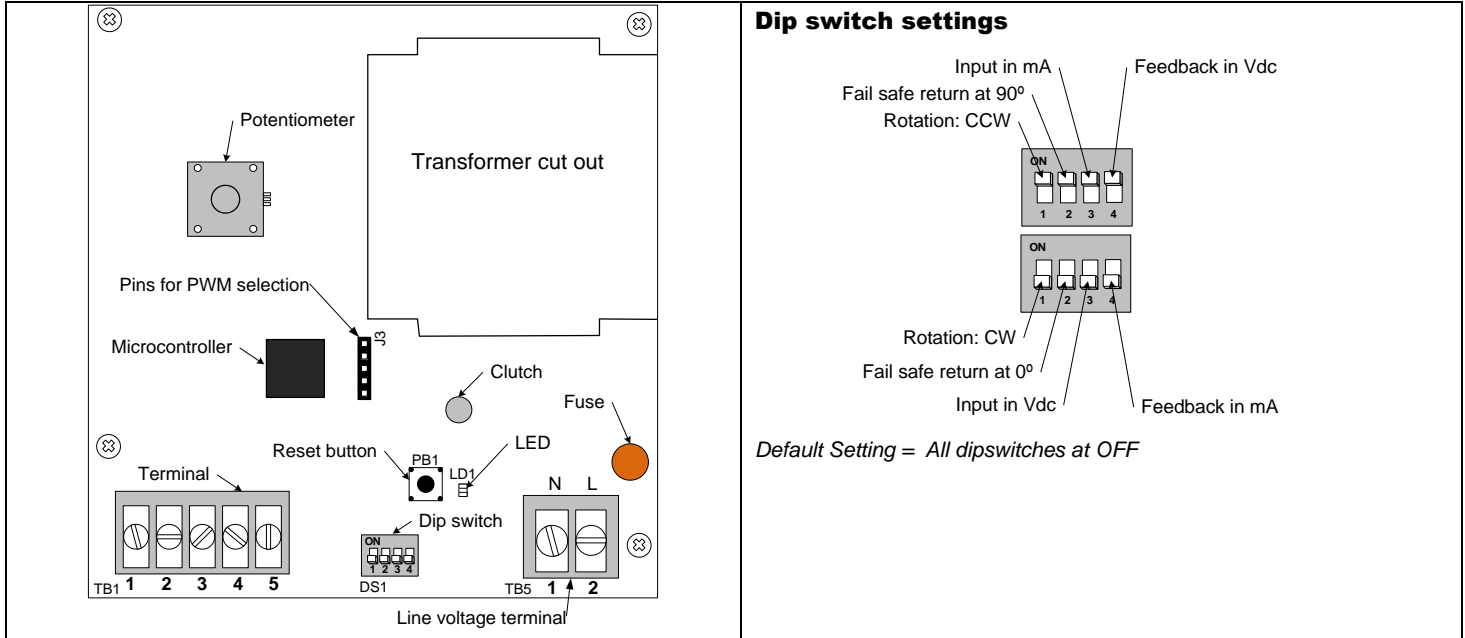 Potentiometer
Transformer cut out
Pins for PWM selection
J3
Microcontroller
Clutch
Fuse
LED
Reset button
PB1
LD1
Terminal
N L
Dip switch
ON
1 2 3 4
TB1 1 2 3 4 5
DS1
TB5 1 2
Line voltage terminal
Dip switch settings
Input in mA
Feedback in Vdc
Fail safe return at 90º
Rotation: CCW
ON
1 2 3 4
ON
1 2 3 4
Rotation: CW
Fail safe return at 0º
Input in Vdc
Feedback in mA
Default Setting = All dipswitches at OFF